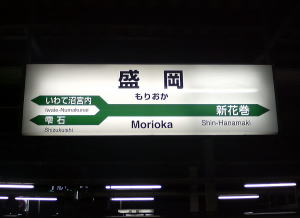 盛岡
もりおか
いわて沼宮内
Iwate-Numakunai
雫石
Shizukuishi
Morioka
新花巻
Shin-Hanamaki